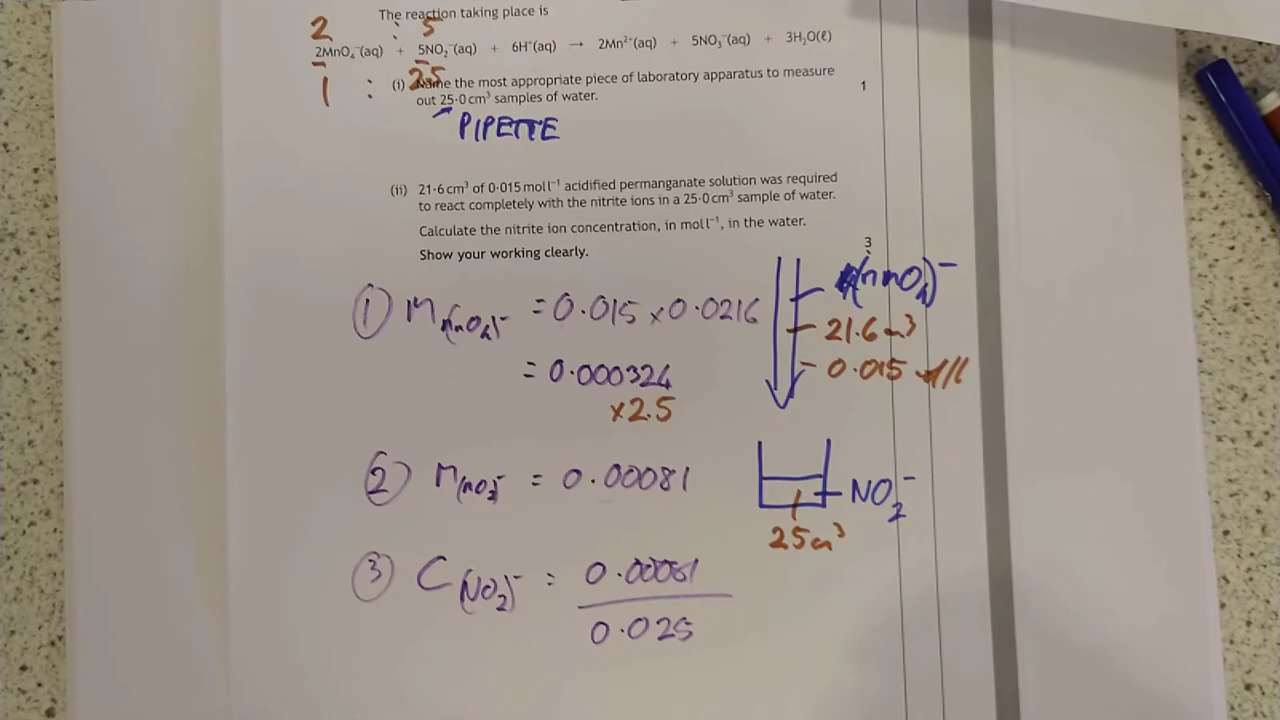 The reaction taking place is
2 : 5
2MnO₄⁻(aq) + 5NO₂⁻(aq) + 6H⁺(aq) → 2Mn²⁺(aq) + 5NO₃⁻(aq) + 3H₂O(ℓ)
1 : 2.5
(i) Name the most appropriate piece of laboratory apparatus to measure
out 25·0 cm³ samples of water. 1
PIPETTE
(ii) 21·6 cm³ of 0·015 mol l⁻¹ acidified permanganate solution was required
to react completely with the nitrite ions in a 25·0 cm³ sample of water.
Calculate the nitrite ion concentration, in mol l⁻¹, in the water.
Show your working clearly. 3
① n(MnO₄)⁻ = 0.015 x 0.0216
= 0.000324
x2.5
② n(NO₂)⁻ = 0.00081
③ C(NO₂)⁻ = 0.00081
0.025
(MnO₄)⁻
21.6cm³
0.015
NO₂⁻
25cm³